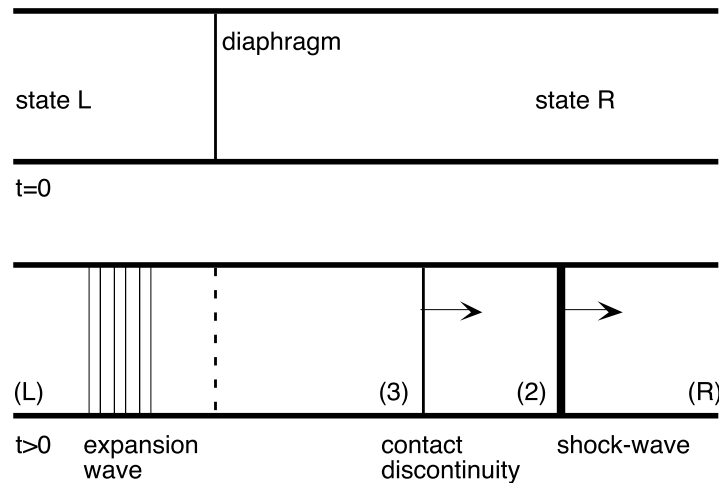 diaphragm
state L
state R
t=0
(L)
(3)
(2)
(R)
t>0
expansion
wave
contact
discontinuity
shock-wave